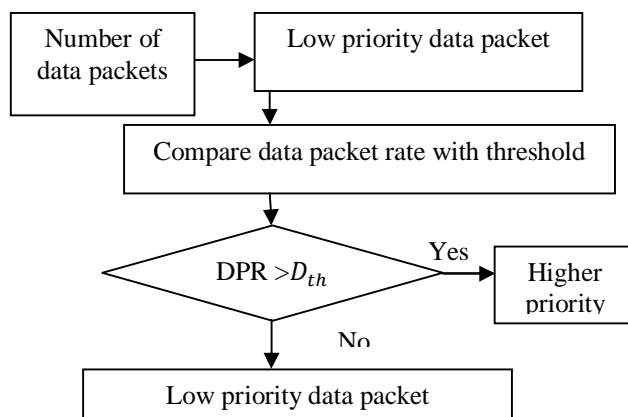 Number of
data packets
Low priority data packet
Compare data packet rate with threshold
DPR >D_th
Yes
Higher
priority
No
Low priority data packet